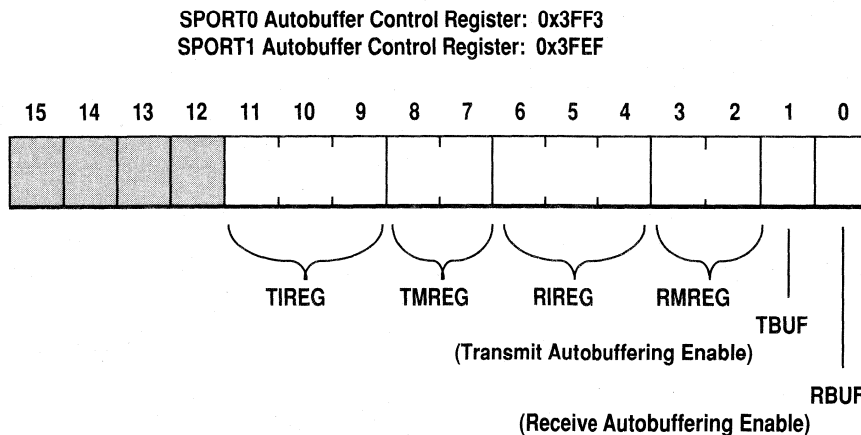 SPORT0 Autobuffer Control Register: 0x3FF3
SPORT1 Autobuffer Control Register: 0x3FEF
15 14 13 12 11 10 9 8 7 6 5 4 3 2 1 0
TIREG TMREG RIREG RMREG
TBUF
(Transmit Autobuffering Enable)
RBUF
(Receive Autobuffering Enable)